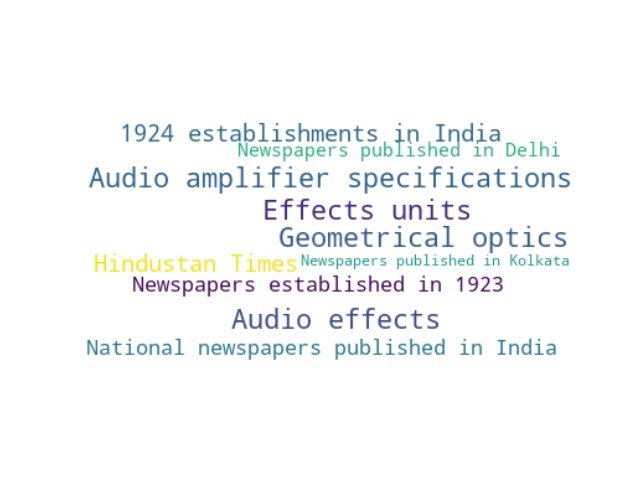 1924 establishments in India
Newspapers published in Delhi
Audio amplifier specifications
Effects units
Geometrical optics
Hindustan Times
Newspapers published in Kolkata
Newspapers established in 1923
Audio effects
National newspapers published in India